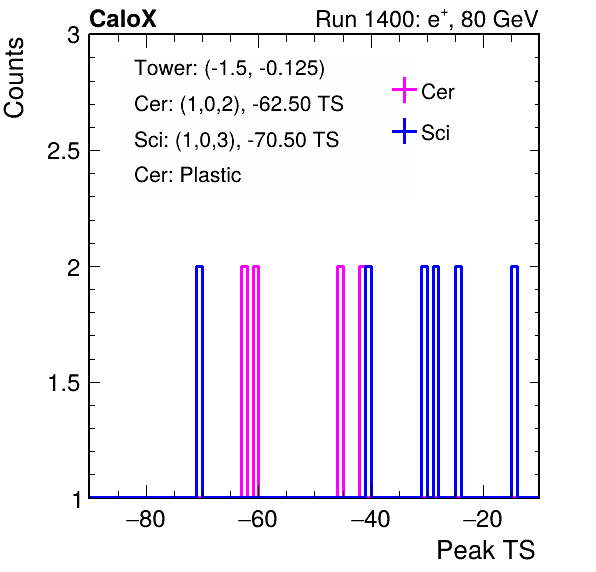 CaloX Run 1400: e⁺, 80 GeV
Counts
3
2.5
2
1.5
1
Tower: (-1.5, -0.125)
Cer: (1,0,2), -62.50 TS
Sci: (1,0,3), -70.50 TS
Cer: Plastic
Cer
Sci
−80 −60 −40 −20
Peak TS